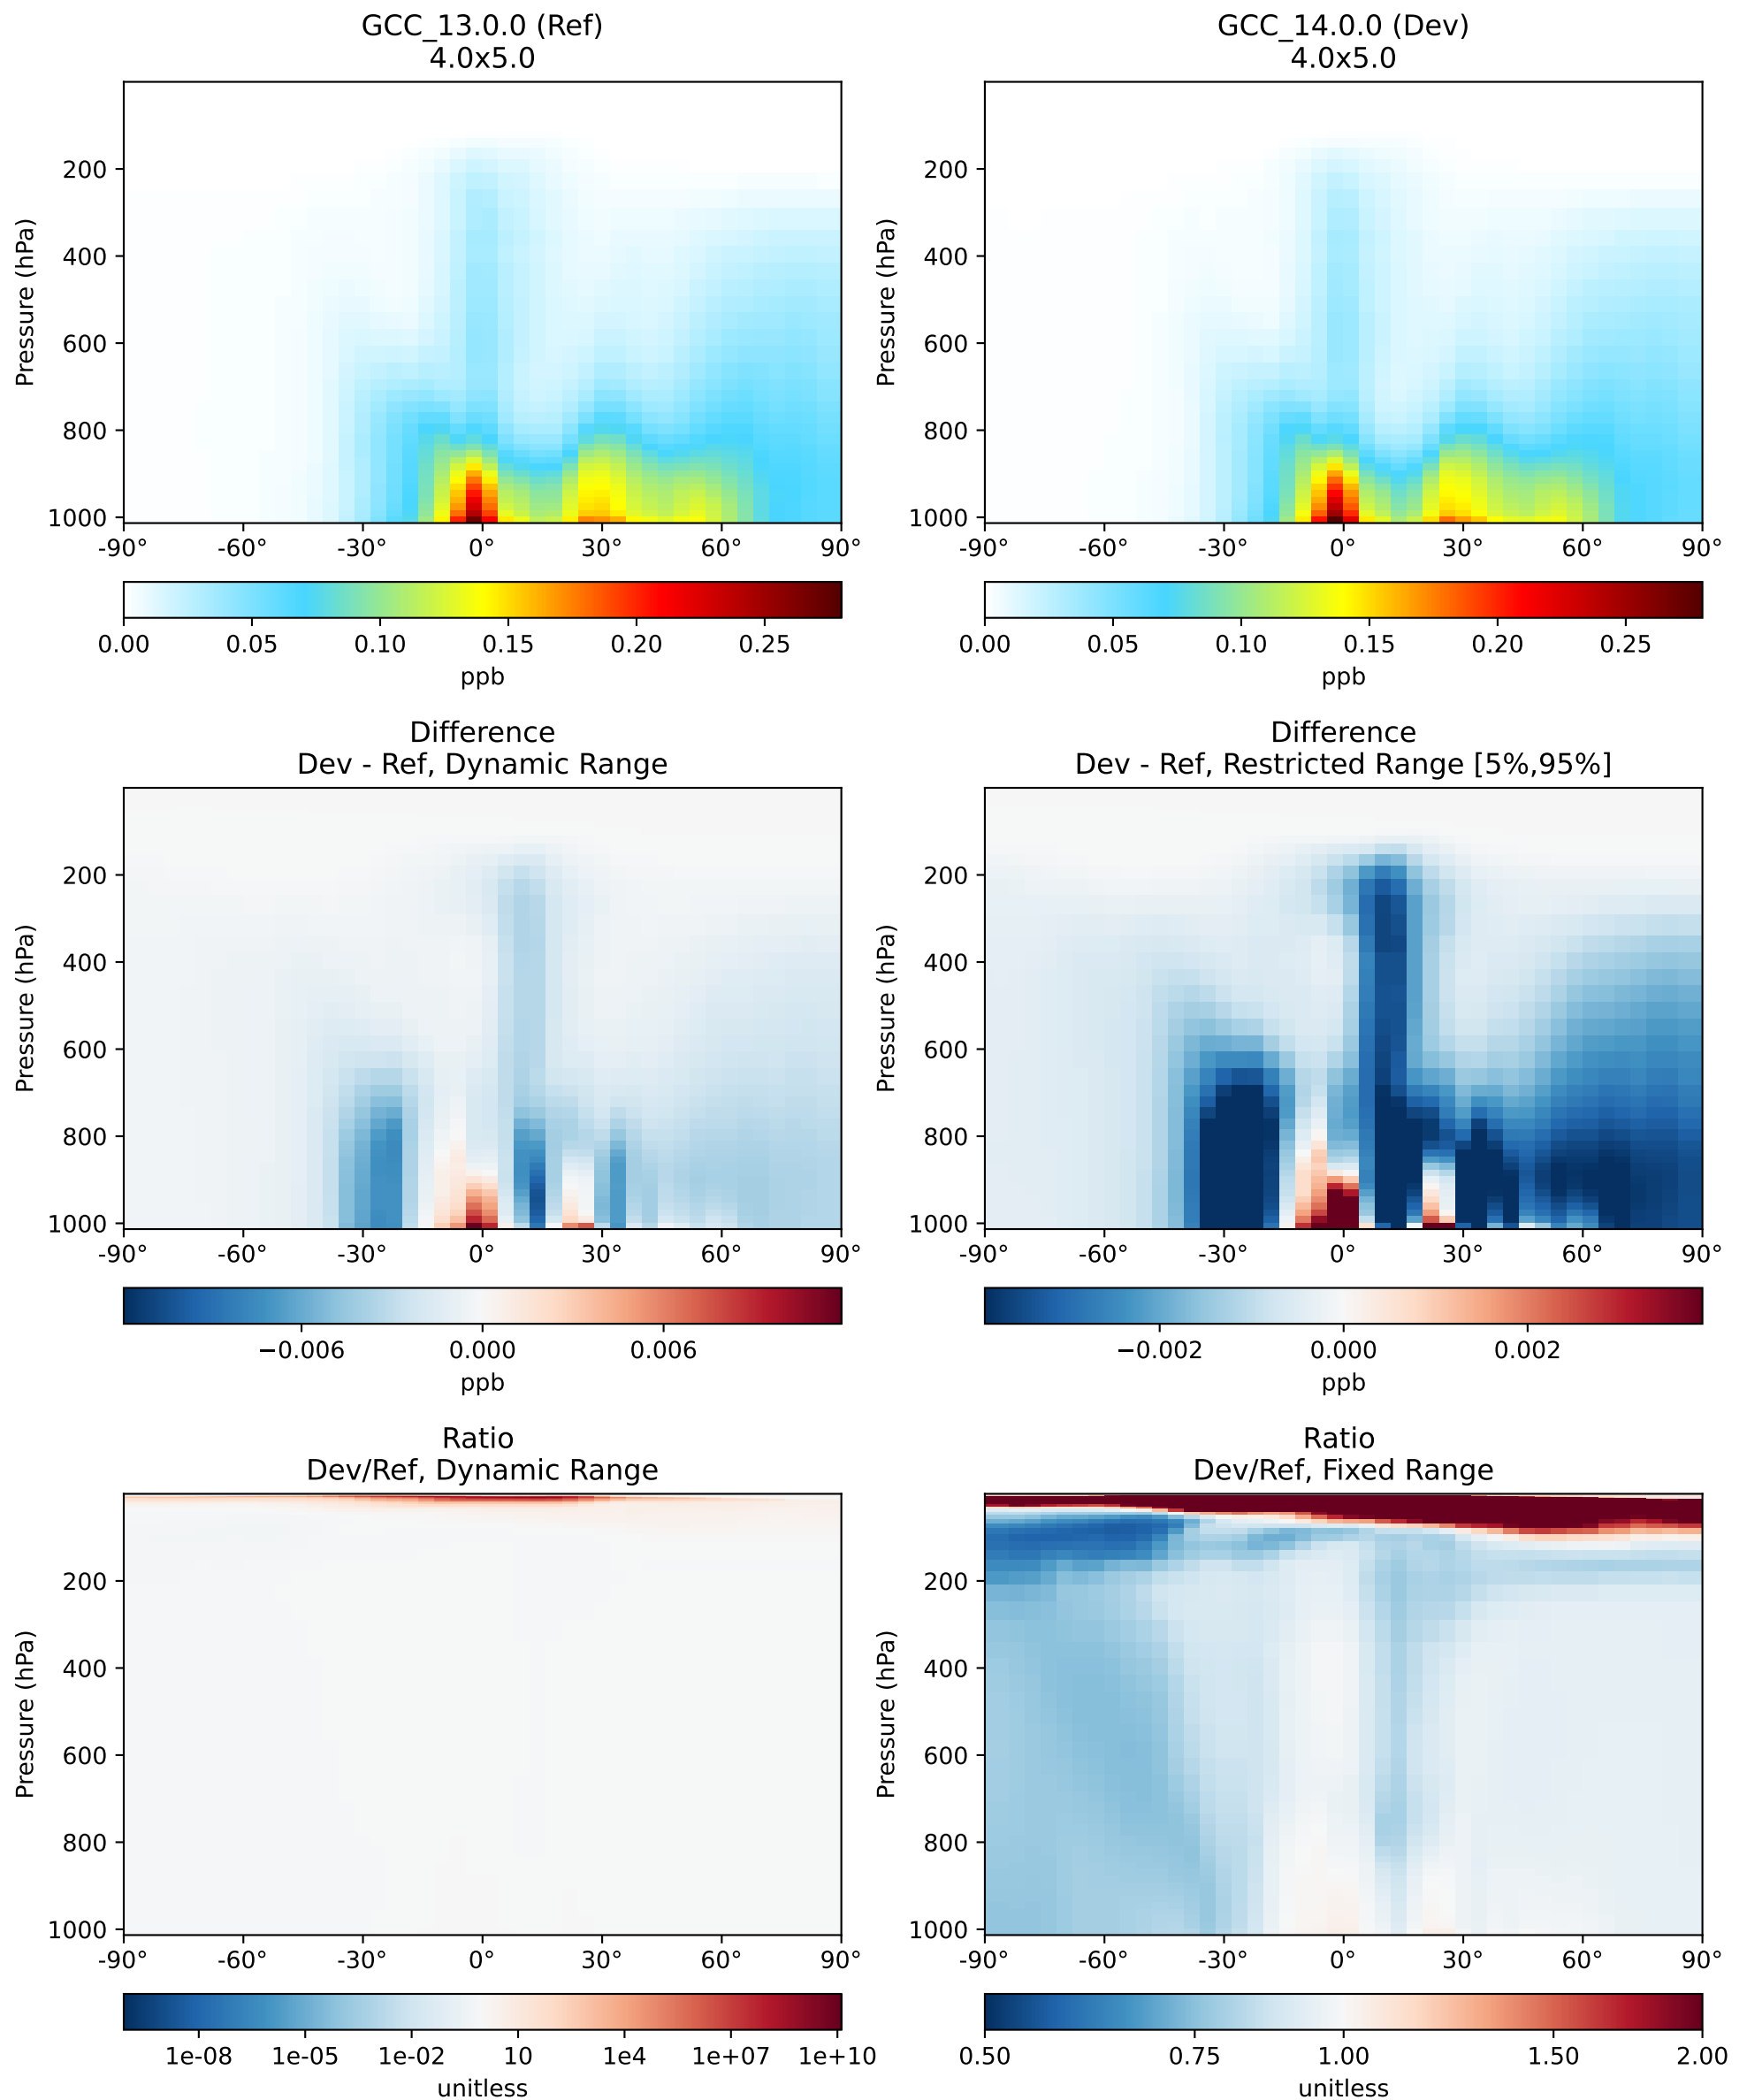 GCC_13.0.0 (Ref)
4.0x5.0
GCC_14.0.0 (Dev)
4.0x5.0
Pressure (hPa)
200
400
600
800
1000
-90° -60° -30° 0° 30° 60° 90°
0.00 0.05 0.10 0.15 0.20 0.25
ppb
Pressure (hPa)
200
400
600
800
1000
-90° -60° -30° 0° 30° 60° 90°
0.00 0.05 0.10 0.15 0.20 0.25
ppb
Difference
Dev - Ref, Dynamic Range
Pressure (hPa)
200
400
600
800
1000
-90° -60° -30° 0° 30° 60° 90°
−0.006 0.000 0.006
ppb
Difference
Dev - Ref, Restricted Range [5%,95%]
Pressure (hPa)
200
400
600
800
1000
-90° -60° -30° 0° 30° 60° 90°
−0.002 0.000 0.002
ppb
Ratio
Dev/Ref, Dynamic Range
Pressure (hPa)
200
400
600
800
1000
-90° -60° -30° 0° 30° 60° 90°
1e-08 1e-05 1e-02 10 1e4 1e+07 1e+10
unitless
Ratio
Dev/Ref, Fixed Range
Pressure (hPa)
200
400
600
800
1000
-90° -60° -30° 0° 30° 60° 90°
0.50 0.75 1.00 1.50 2.00
unitless